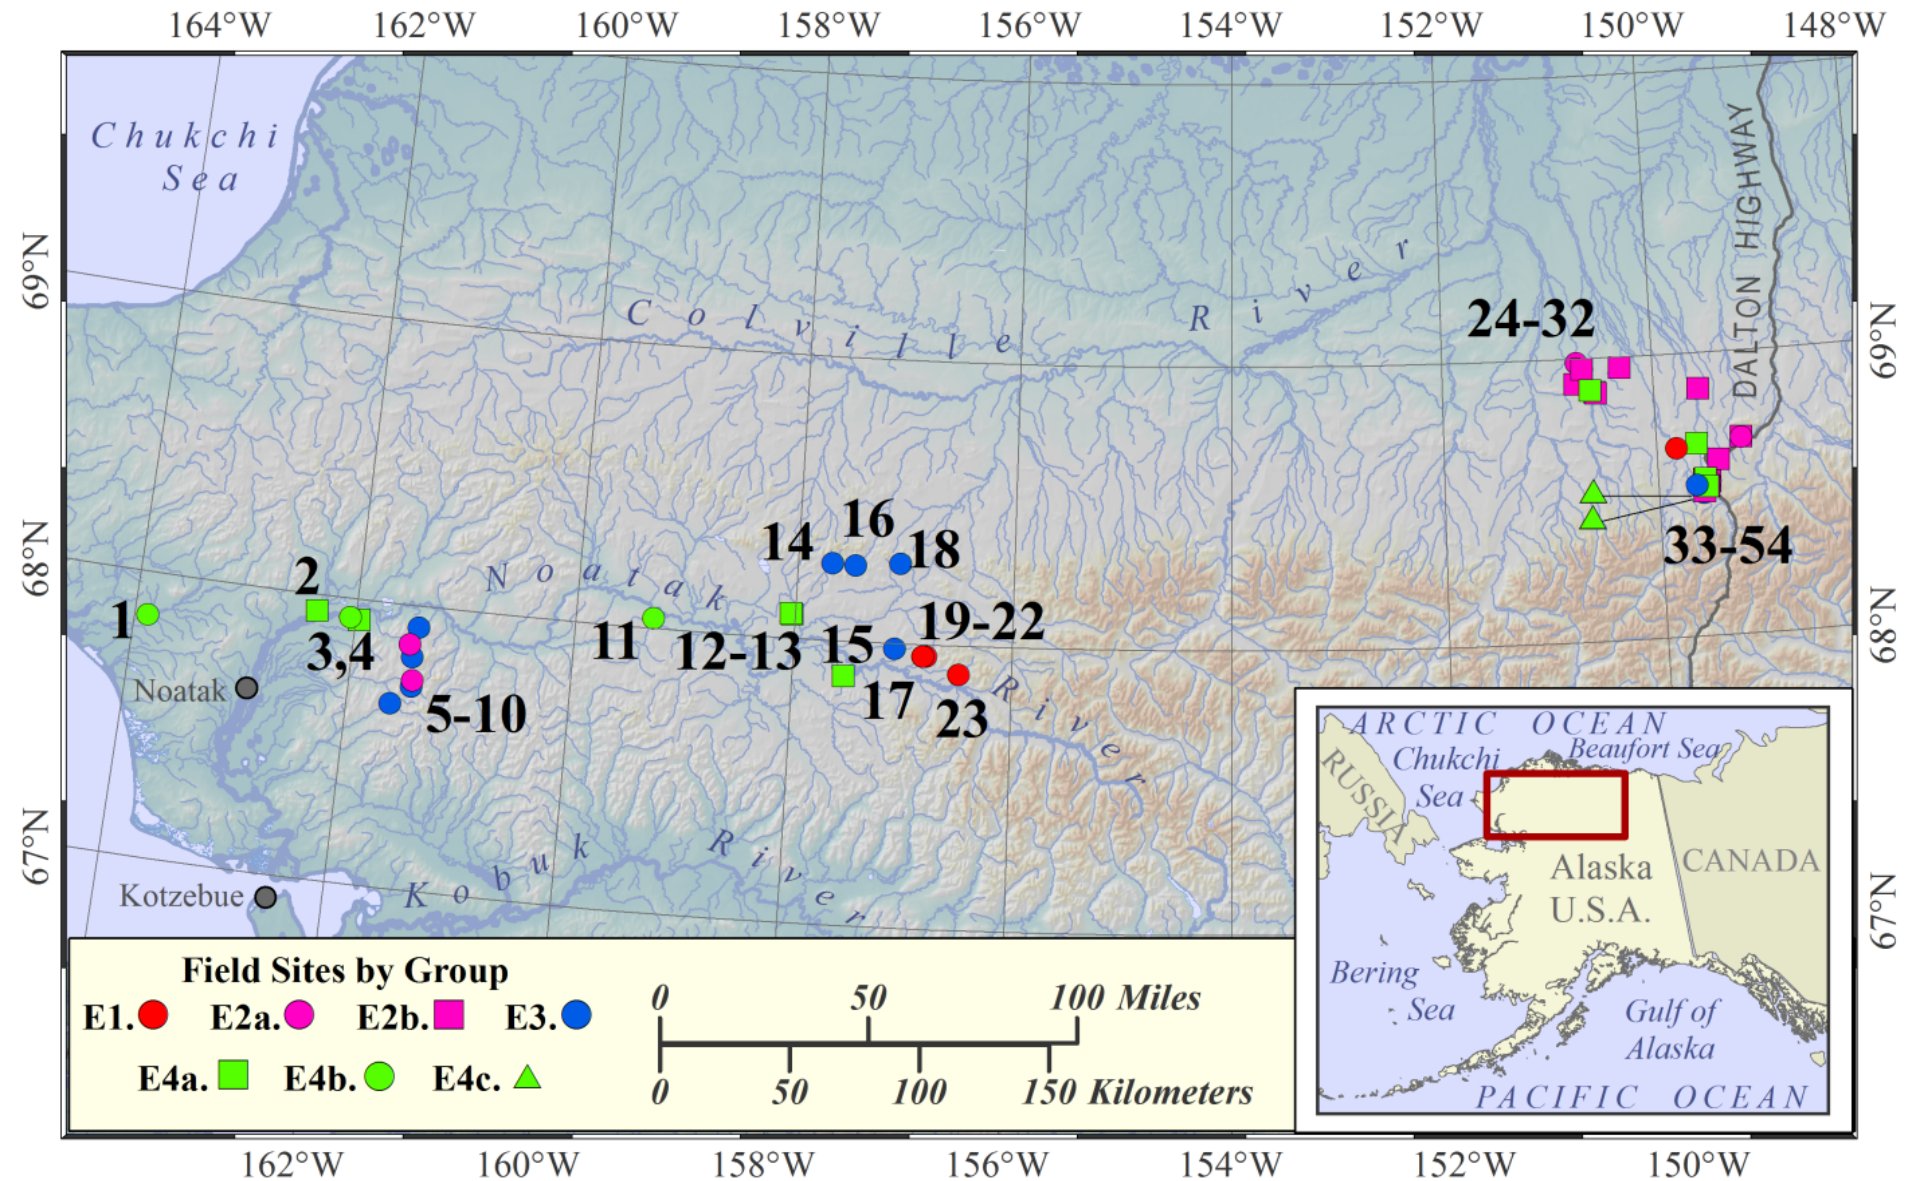 164°W 162°W 160°W 158°W 156°W 154°W 152°W 150°W 148°W
Chukchi
Sea
DALTON HIGHWAY
69°N
69°N
Colville River
24-32
16
14
18
33-54
68°N
68°N
2
Noatak River
1
3,4
11
12-13
15
19-22
17
23
Noatak
5-10
67°N
67°N
Kotzebue
Kobuk River
Field Sites by Group
E1. E2a. E2b. E3.
E4a. E4b. E4c.
0 50 100 Miles
0 50 100 150 Kilometers
ARCTIC OCEAN
Chukchi
Sea
Beaufort Sea
RUSSIA
Alaska
U.S.A.
CANADA
Bering
Sea
Gulf of
Alaska
PACIFIC OCEAN
162°W 160°W 158°W 156°W 154°W 152°W 150°W